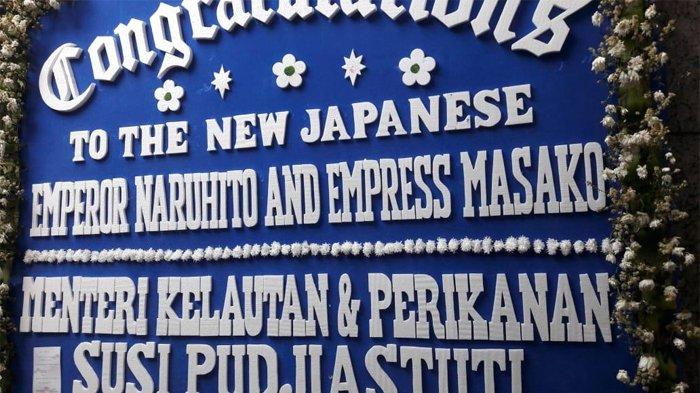 Congratulations
TO THE NEW JAPANESE
EMPEROR NARUHITO AND EMPRESS MASAKO
MENTERI KELAUTAN & PERIKANAN
SUSI PUDJIASTUTI